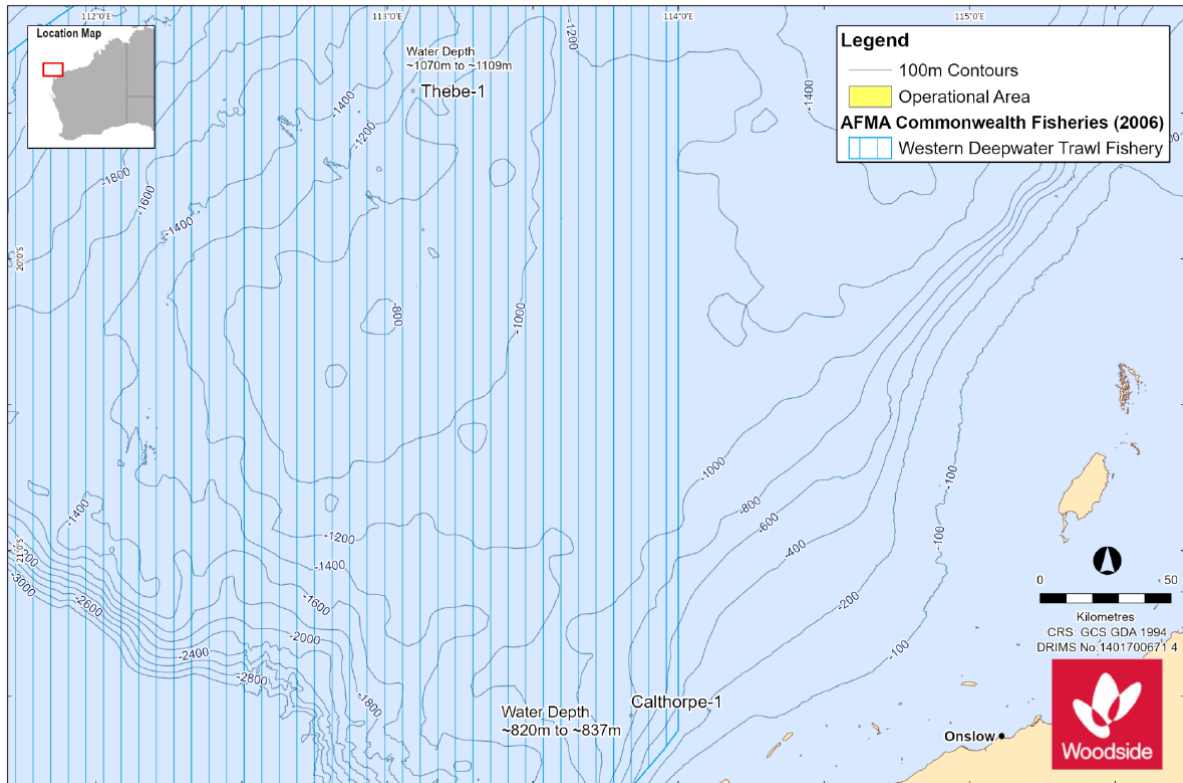 112°0'E
113°0'E
114°0'E
115°0'E
Location Map
Water Depth
~1070m to ~1109m
Thebe-1
-1200
-1400
-1400
-1200
-1800
-1600
-1400
Legend
100m Contours
Operational Area
AFMA Commonwealth Fisheries (2006)
Western Deepwater Trawl Fishery
20°0'S
-800
-1000
-1000
-800
-600
-400
-200
-100
-100
-100
-1400
-1200
-1400
-1600
-2000
-1800
21°0'S
-3000
-2600
-2400
-2800
Water Depth
~820m to ~837m
Calthorpe-1
0 50
Kilometres
CRS: GCS GDA 1994
DRIMS No:1401700671 4
Onslow
Woodside